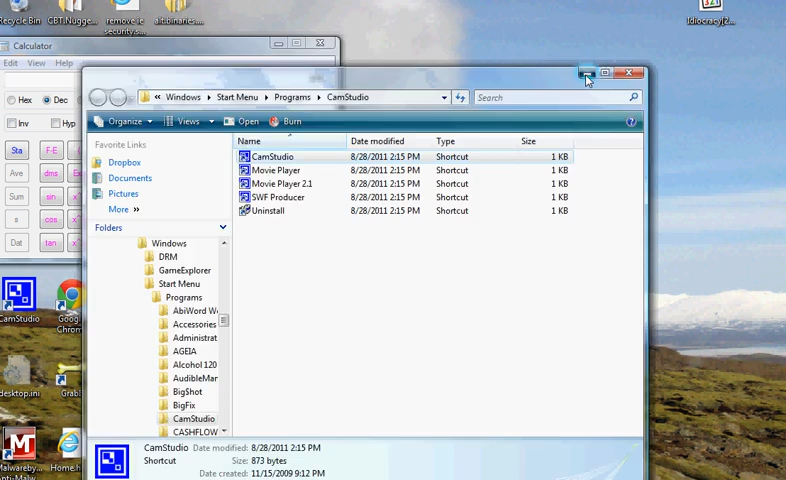 Recycle Bin
CBT.Nugge...
remove ie
security.s...
ait.binaries....
Idiocracy[2...
Calculator
Edit View Help
Hex Dec
Inv Hyp
Sta F-E
Ave dms
Sum sin
s cos
Dat tan
« Windows Start Menu Programs CamStudio
Search
Organize Views Open Burn
Favorite Links
Dropbox
Documents
Pictures
More »
Folders
Windows
DRM
GameExplorer
Start Menu
Programs
AbiWord W
Accessories
Administrat
AGEIA
Alcohol 120
AudibleMar
Big$hot
BigFix
CamStudio
CASHFLOW
Name Date modified Type Size
CamStudio 8/28/2011 2:15 PM Shortcut 1 KB
Movie Player 8/28/2011 2:15 PM Shortcut 1 KB
Movie Player 2.1 8/28/2011 2:15 PM Shortcut 1 KB
SWF Producer 8/28/2011 2:15 PM Shortcut 1 KB
Uninstall 8/28/2011 2:15 PM Shortcut 1 KB
CamStudio Date modified: 8/28/2011 2:15 PM
Shortcut Size: 873 bytes
Date created: 11/15/2009 9:12 PM
CamStudio
Goog
Chrom
desktop.ini
Grabl
Malwareby...
Anti-Malw
Home.h